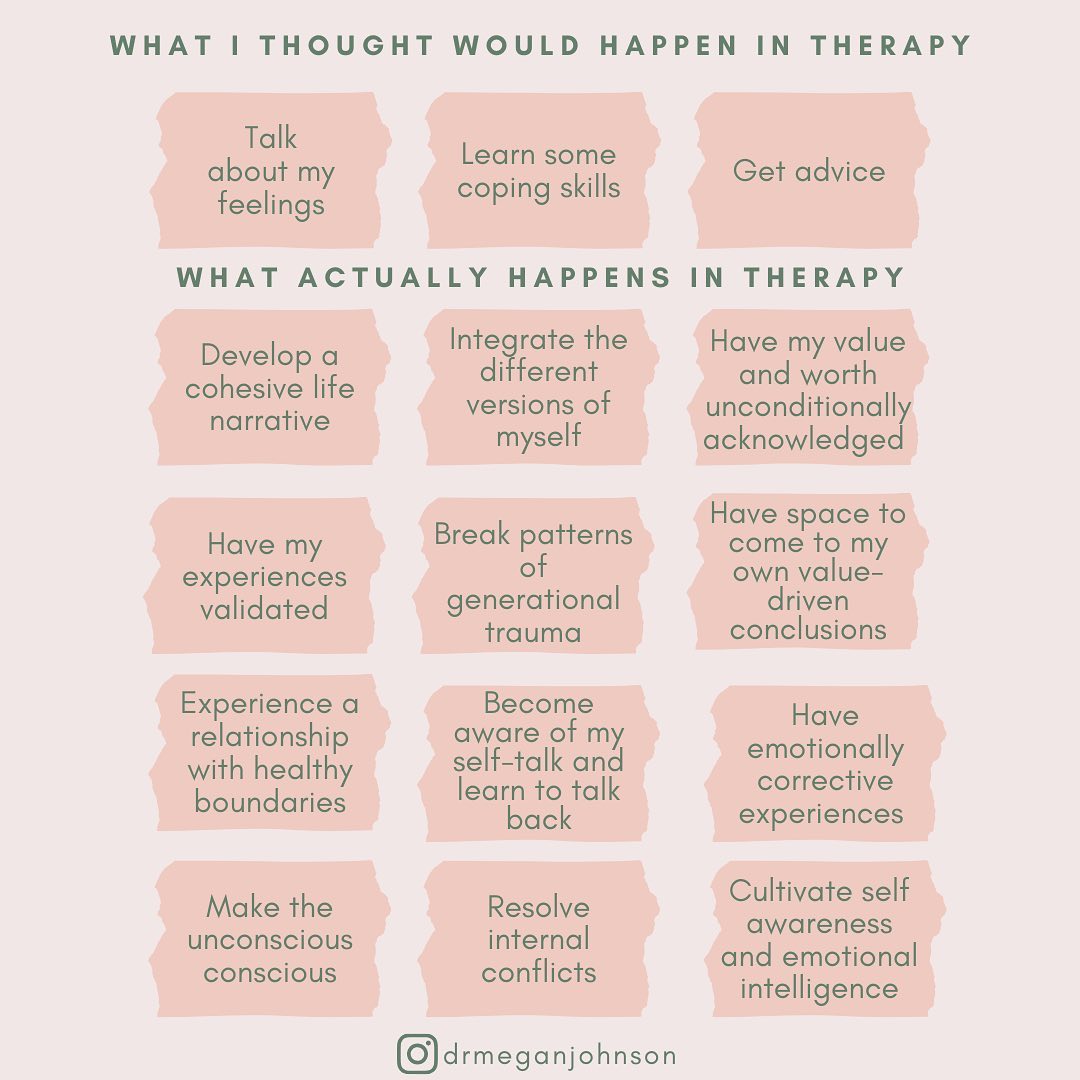 WHAT I THOUGHT WOULD HAPPEN IN THERAPY
Talk
about my
feelings
Learn some
coping skills
Get advice
WHAT ACTUALLY HAPPENS IN THERAPY
Develop a
cohesive life
narrative
Integrate the
different
versions of
myself
Have my value
and worth
unconditionally
acknowledged
Have my
experiences
validated
Break patterns
of
generational
trauma
Have space to
come to my
own value-
driven
conclusions
Experience a
relationship
with healthy
boundaries
Become
aware of my
self-talk and
learn to talk
back
Have
emotionally
corrective
experiences
Make the
unconscious
conscious
Resolve
internal
conflicts
Cultivate self
awareness
and emotional
intelligence
drmeganjohnson